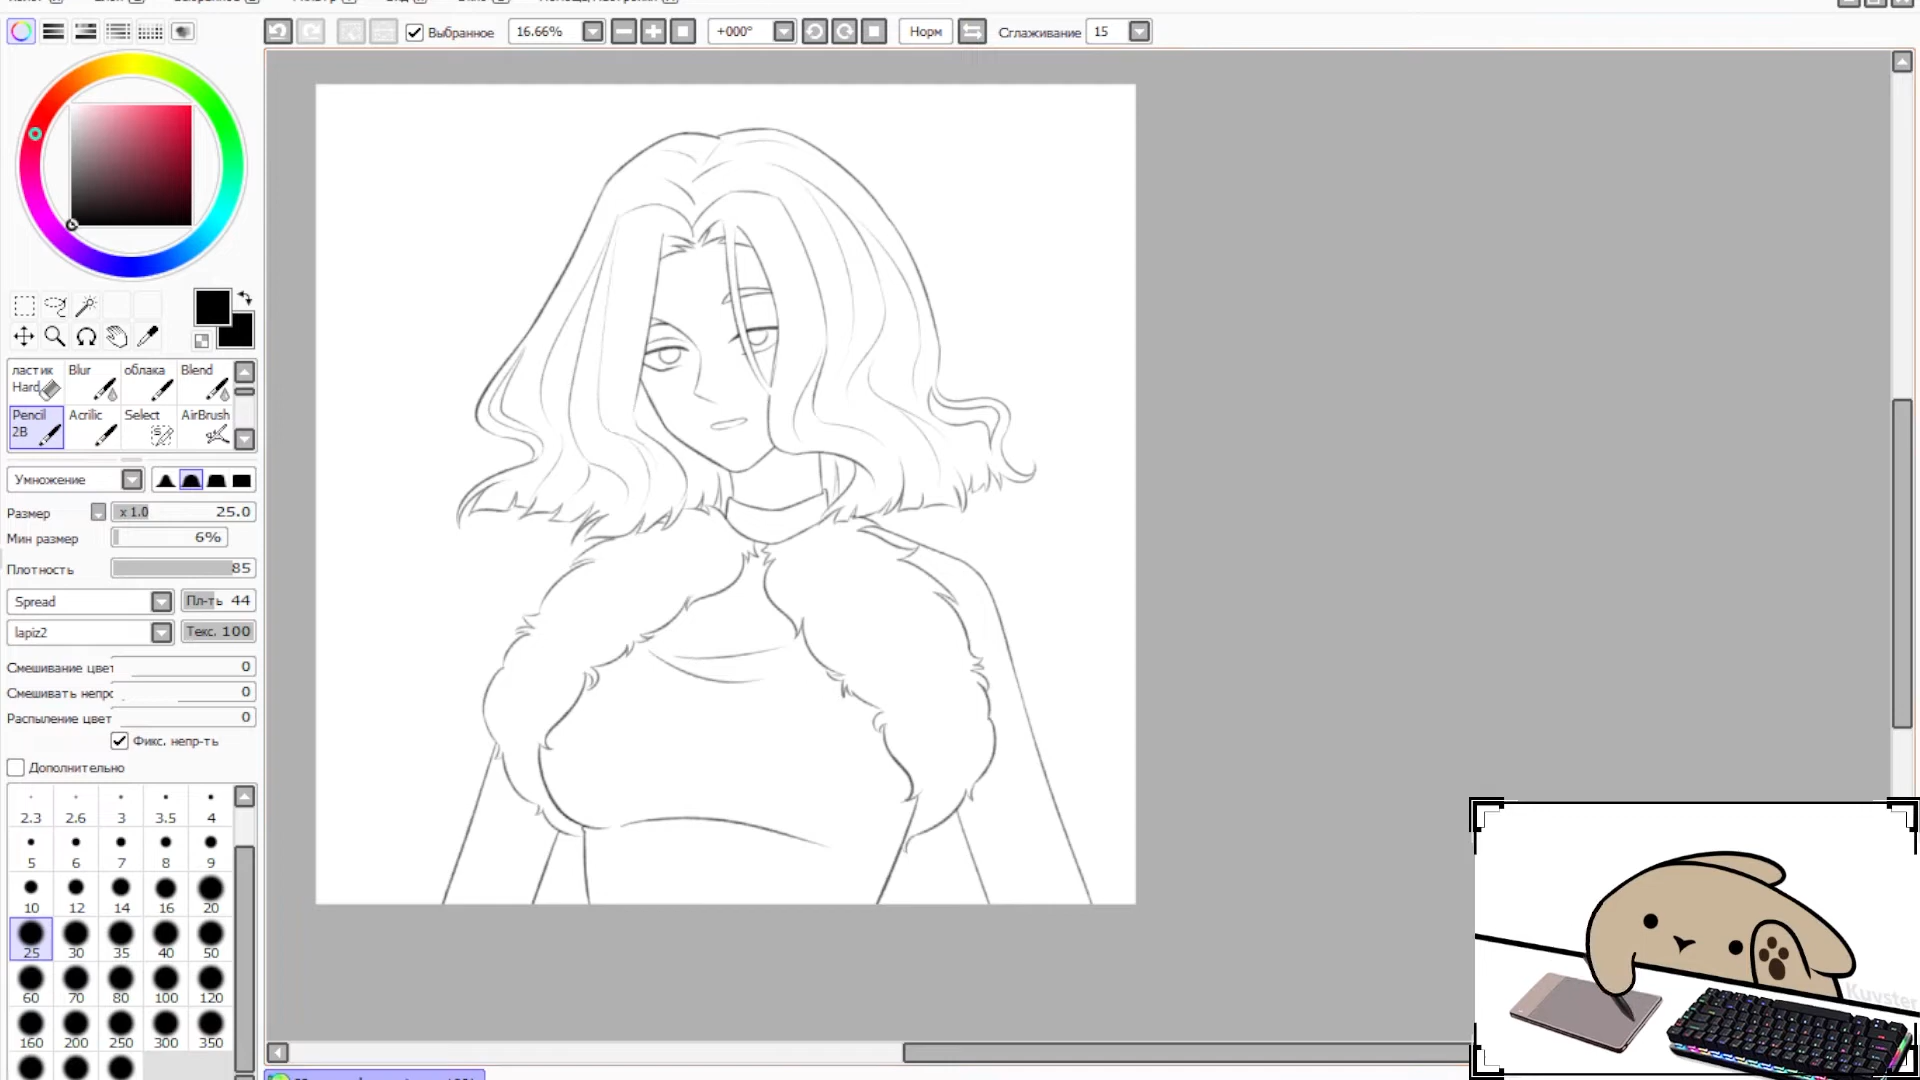 Выбранное
16.66%
+000°
Норм
Сглаживание
15
ластик
Hard
Blur
облака
Blend
Pencil
2B
Acrilic
Select
AirBrush
Умножение
Размер
x 1.0
25.0
Мин размер
6%
Плотность
85
Spread
Пл-ть 44
lapiz2
Текс. 100
Смешивание цвет
0
Смешивать непрс
0
Распыление цвет
0
Фикс. непр-ть
Дополнительно
2.3 2.6 3 3.5 4
5 6 7 8 9
10 12 14 16 20
25 30 35 40 50
60 70 80 100 120
160 200 250 300 350
Kuvster